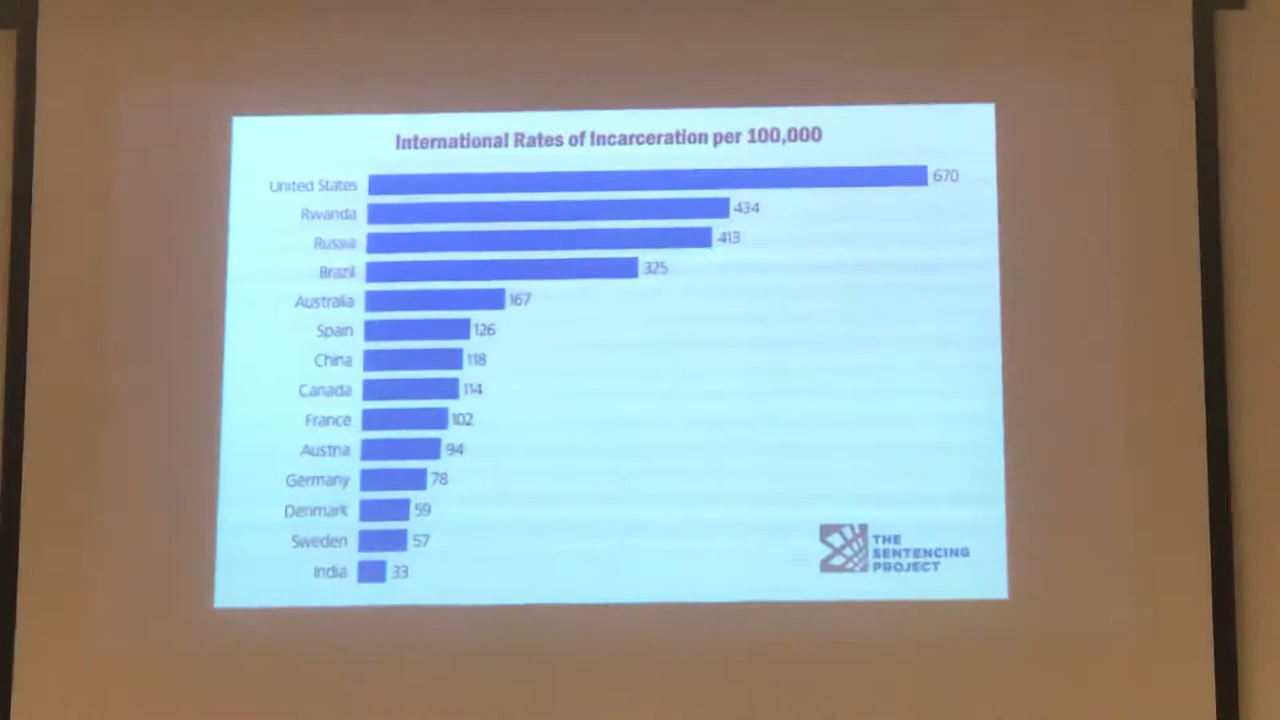 International Rates of Incarceration per 100,000
United States 670
Rwanda 434
Russia 413
Brazil 325
Australia 167
Spain 126
China 118
Canada 114
France 102
Austria 94
Germany 78
Denmark 59
Sweden 57
India 33
THE
SENTENCING
PROJECT